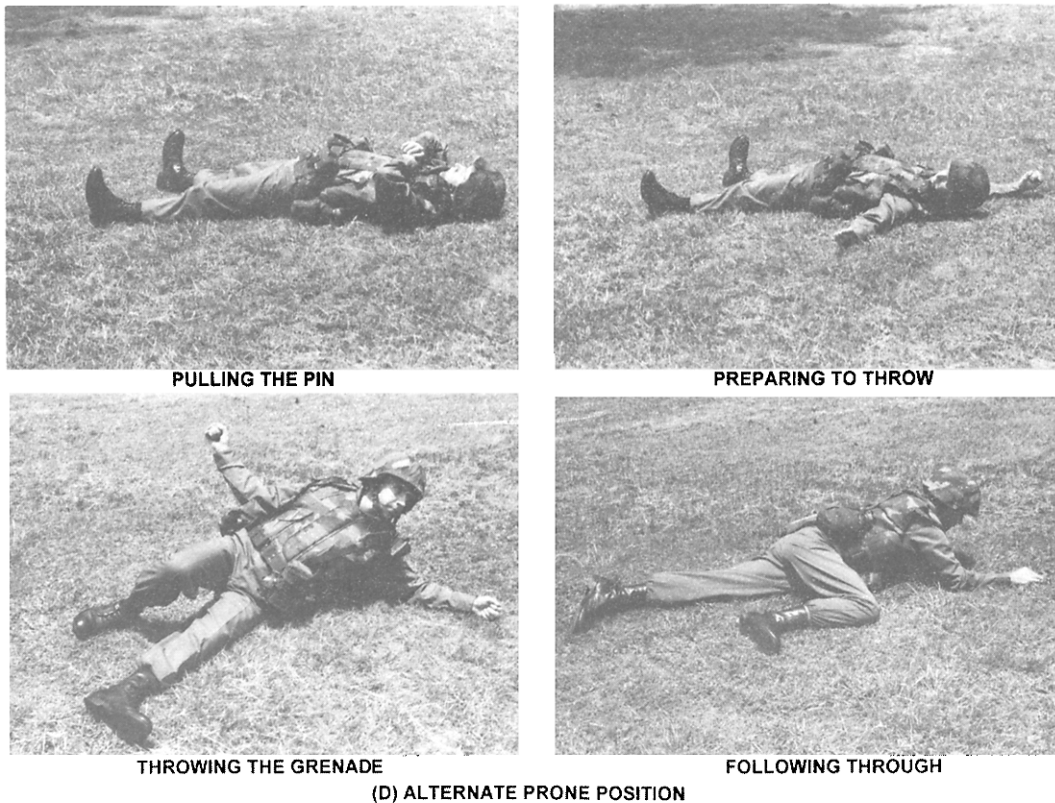 PULLING THE PIN
PREPARING TO THROW
THROWING THE GRENADE
FOLLOWING THROUGH
(D) ALTERNATE PRONE POSITION